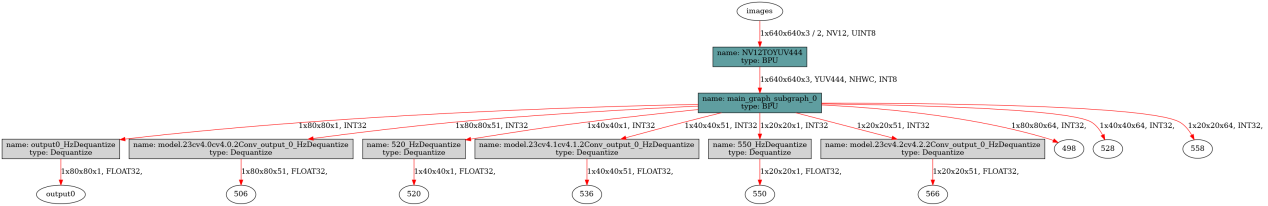 images
1x640x640x3 / 2, NV12, UINT8
name: NV12TOYUV444
type: BPU
1x640x640x3, YUV444, NHWC, INT8
name: main_graph_subgraph_0
type: BPU
1x80x80x1, INT32
1x80x80x51, INT32
1x40x40x1, INT32
1x40x40x51, INT32
1x20x20x1, INT32
1x20x20x51, INT32
1x80x80x64, INT32,
1x40x40x64, INT32,
1x20x20x64, INT32,
name: output0_HzDequantize
type: Dequantize
name: model.23cv4.0cv4.0.2Conv_output_0_HzDequantize
type: Dequantize
name: 520_HzDequantize
type: Dequantize
name: model.23cv4.1cv4.1.2Conv_output_0_HzDequantize
type: Dequantize
name: 550_HzDequantize
type: Dequantize
name: model.23cv4.2cv4.2.2Conv_output_0_HzDequantize
type: Dequantize
498
528
558
1x80x80x1, FLOAT32,
1x80x80x51, FLOAT32,
1x40x40x1, FLOAT32,
1x40x40x51, FLOAT32,
1x20x20x1, FLOAT32,
1x20x20x51, FLOAT32,
output0
506
520
536
550
566